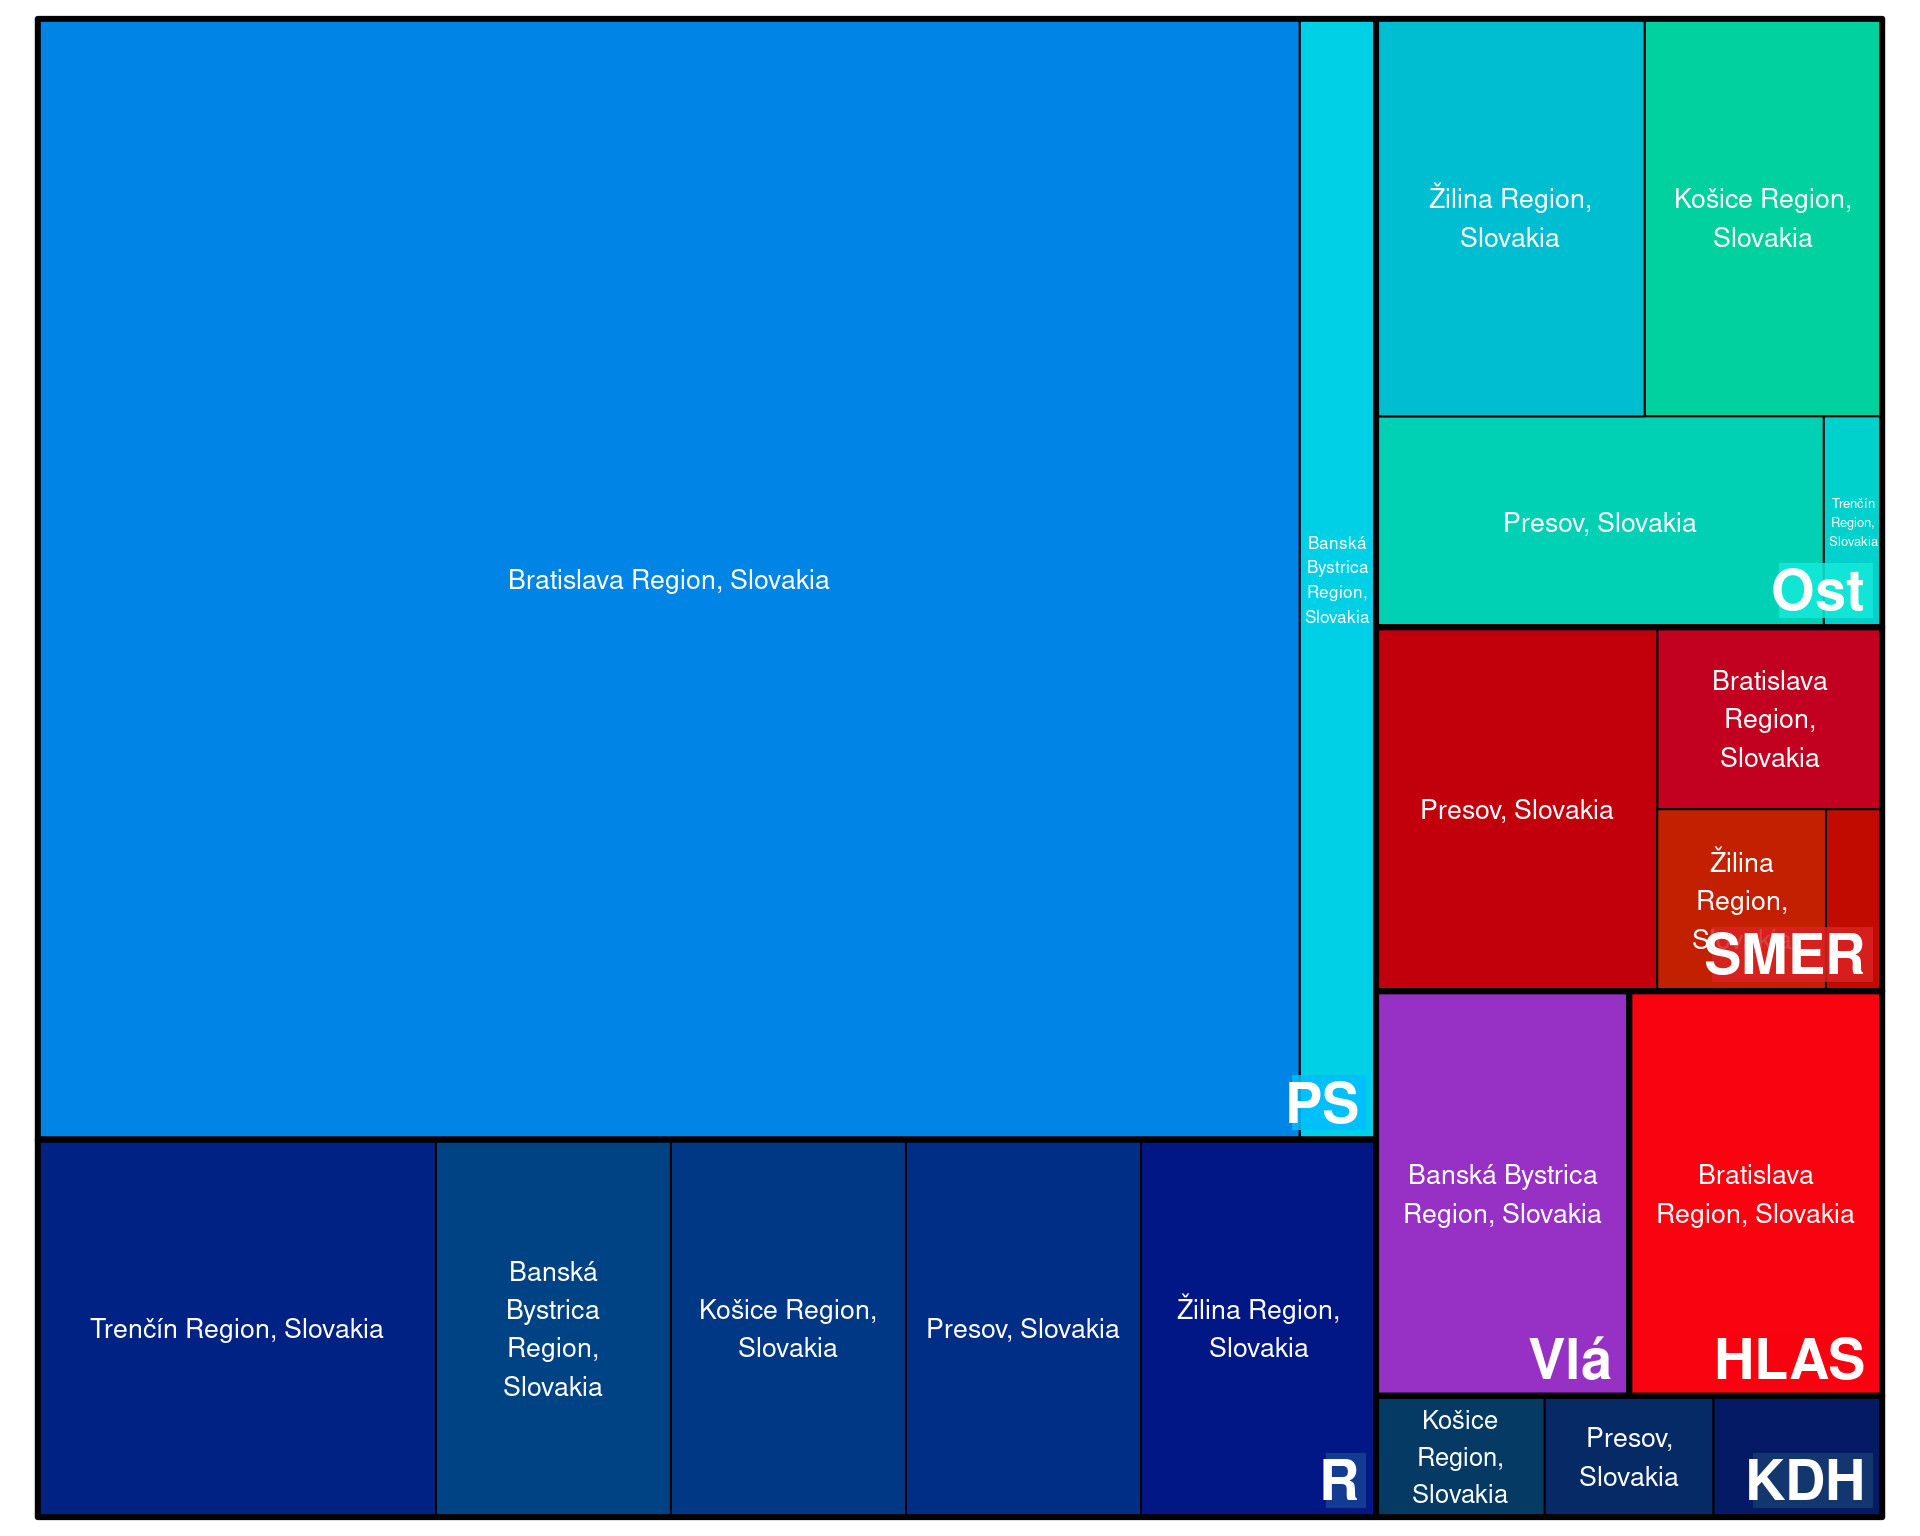 Bratislava Region, Slovakia
Banská
Bystrica
Region,
Slovakia
PS
Trenčín Region, Slovakia
Banská
Bystrica
Region,
Slovakia
Košice Region,
Slovakia
Presov, Slovakia
Žilina Region,
Slovakia
R
Žilina Region,
Slovakia
Košice Region,
Slovakia
Presov, Slovakia
Trenčín
Region,
Slovakia
Ost
Presov, Slovakia
Bratislava
Region,
Slovakia
Žilina
Region,
SMER
Banská Bystrica
Region, Slovakia
Vlá
Bratislava
Region, Slovakia
HLAS
Košice
Region,
Slovakia
Presov,
Slovakia
KDH